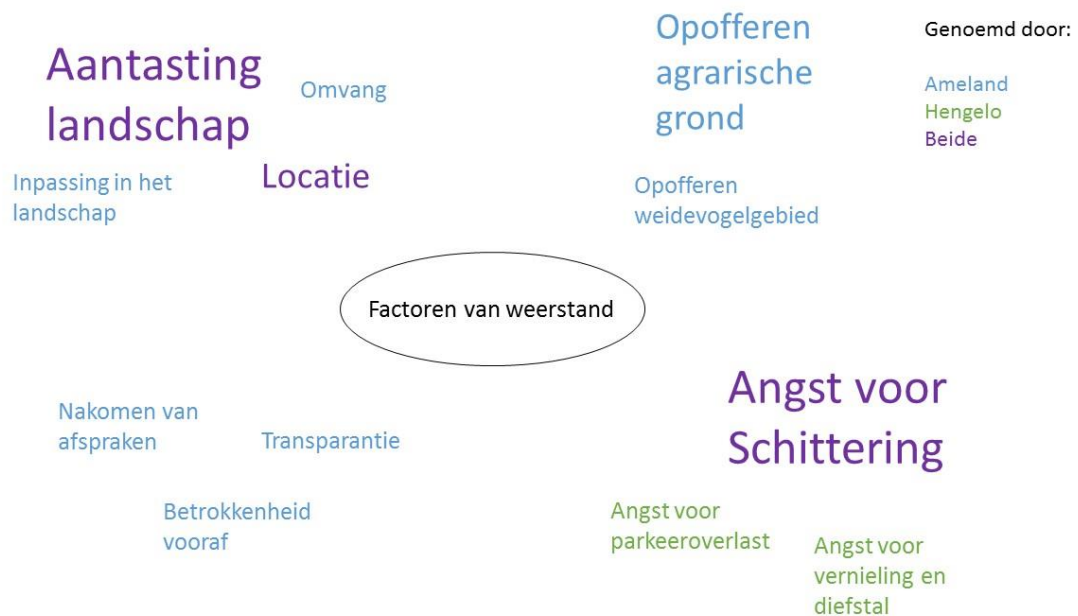 Aantasting
landschap
Omvang
Inpassing in het
landschap
Locatie
Opofferen
agrarische
grond
Opofferen
weidevogelgebied
Genoemd door:
Ameland
Hengelo
Beide
Factoren van weerstand
Nakomen van
afspraken
Transparantie
Betrokkenheid
vooraf
Angst voor
Schittering
Angst voor
parkeeroverlast
Angst voor
vernieling en
diefstal